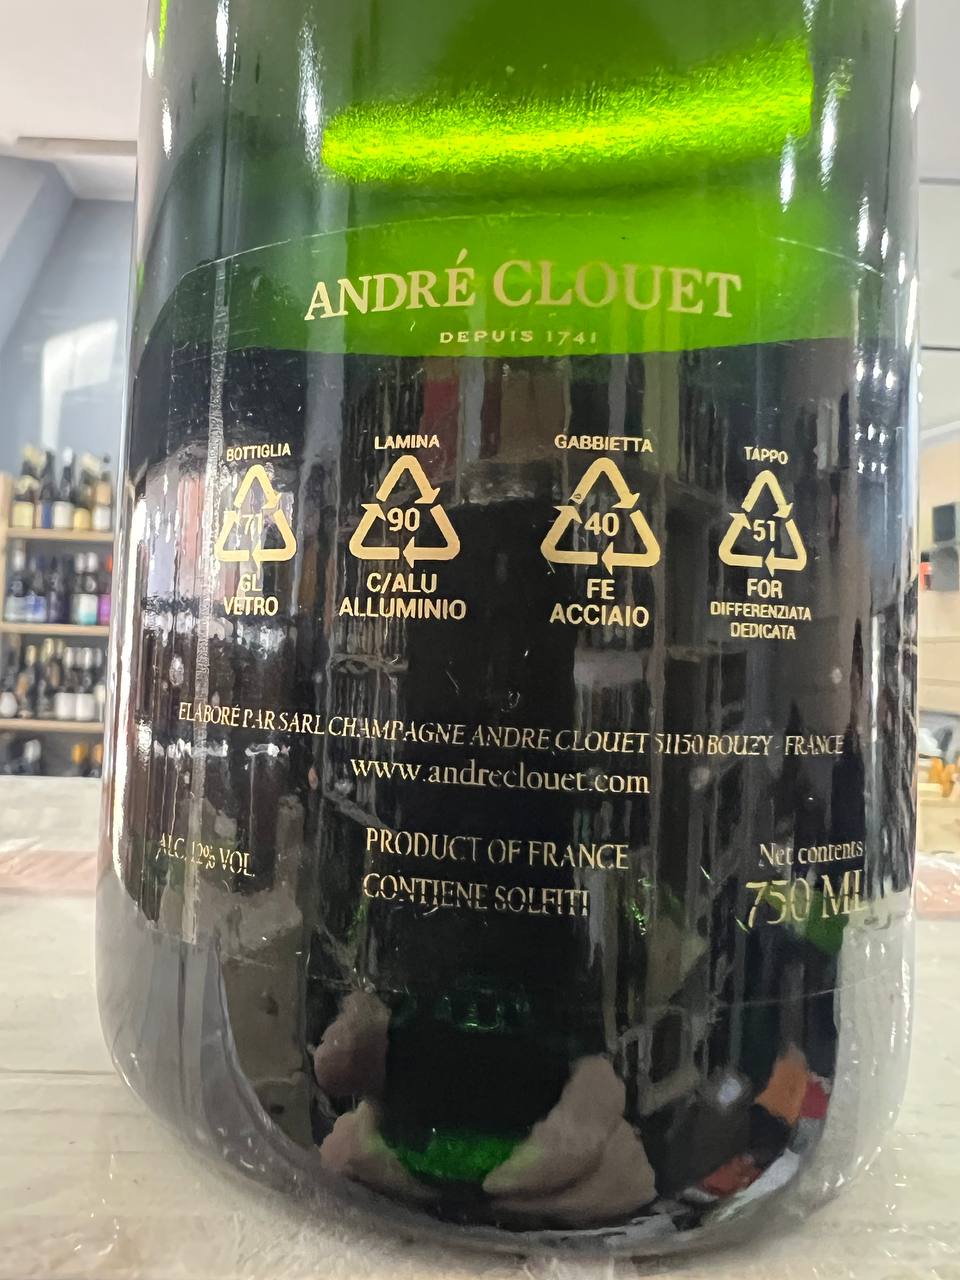 ANDRÉ CLOUET
DEPUIS 1741
BOTTIGLIA
71
GL
VETRO
LAMINA
90
C/ALU
ALLUMINIO
GABBIETTA
40
FE
ACCIAIO
TAPPO
51
FOR
DIFFERENZIATA
DEDICATA
ELABORÉ PAR SARL CHAMPAGNE ANDRE CLOUET 51150 BOUZY - FRANCE
www.andreclouet.com
ALC. 12% VOL.
PRODUCT OF FRANCE
CONTIENE SOLFITI
Net contents
750 ML